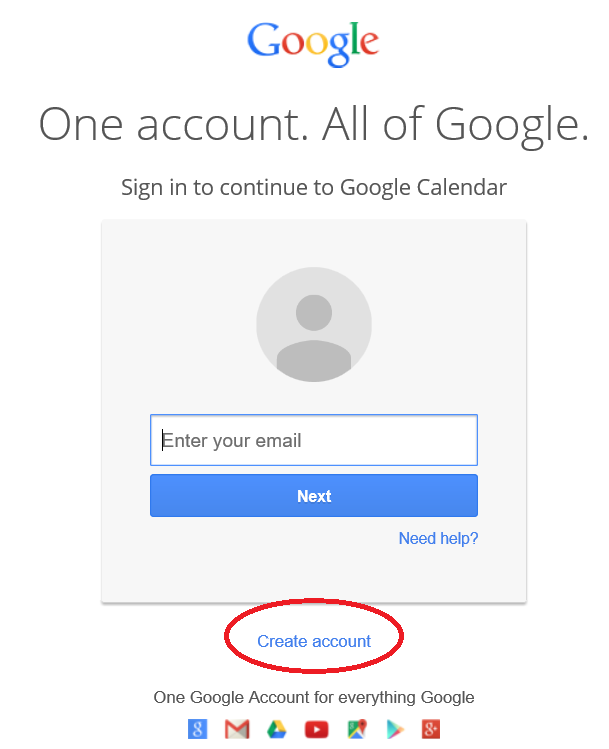 Google
One account. All of Google.
Sign in to continue to Google Calendar
Enter your email
Next
Need help?
Create account
One Google Account for everything Google